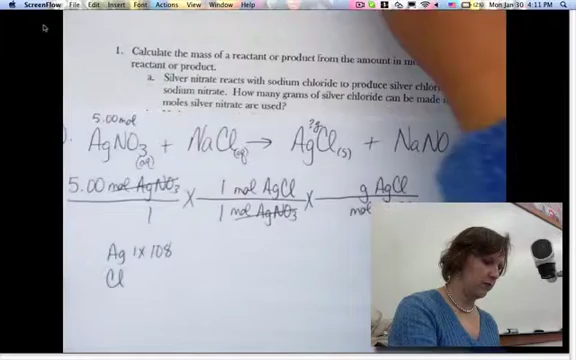 ScreenFlow File Edit Insert Font Actions View Window Help Mon Jan 30 4:11 PM
1. Calculate the mass of a reactant or product from the amount in
reactant or product.
a. Silver nitrate reacts with sodium chloride to produce silver
sodium nitrate. How many grams of silver chloride can be made
moles silver nitrate are used?
5.00 mol ?g
AgNO3 (aq) + NaCl (aq) → AgCl (s) + NaNO
5.00 mol AgNO3 × 1 mol AgCl × g AgCl
1 1 mol AgNO3 mol
Ag 1×108
Cl